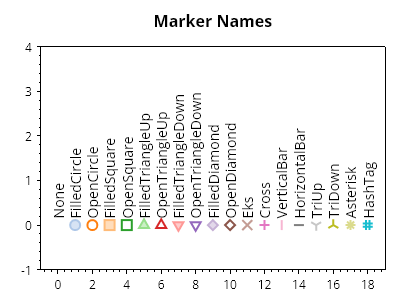 Marker Names
4
3
2
1
0
-1
None
FilledCircle
OpenCircle
FilledSquare
OpenSquare
FilledTriangleUp
OpenTriangleUp
FilledTriangleDown
OpenTriangleDown
FilledDiamond
OpenDiamond
Eks
Cross
VerticalBar
HorizontalBar
TriUp
TriDown
Asterisk
HashTag
0 2 4 6 8 10 12 14 16 18